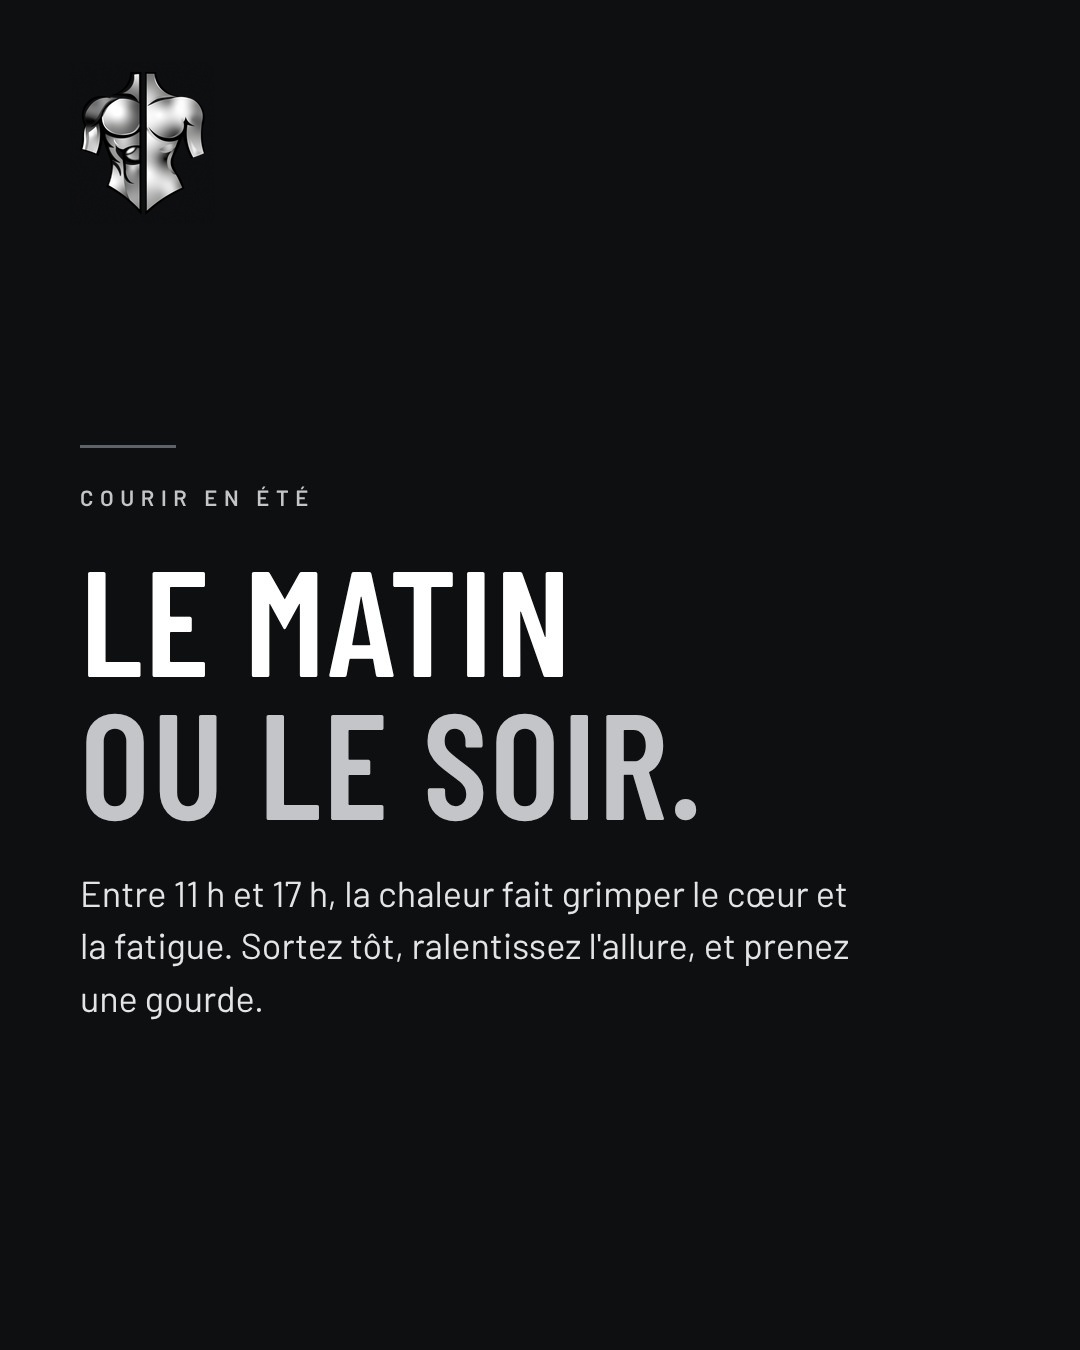 COURIR EN ÉTÉ
LE MATIN
OU LE SOIR.
Entre 11 h et 17 h, la chaleur fait grimper le cœur et
la fatigue. Sortez tôt, ralentissez l'allure, et prenez
une gourde.